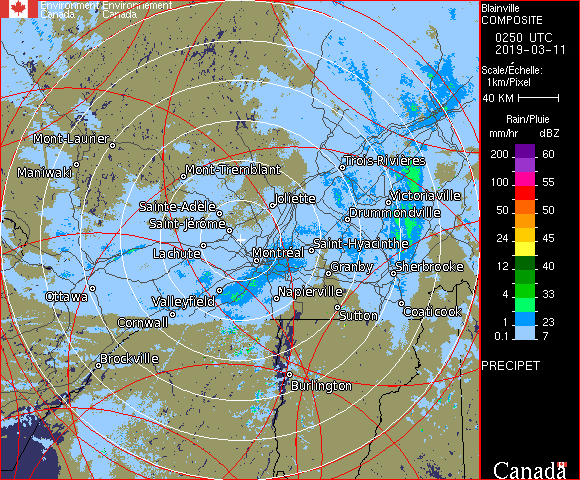 Environment Environnement
Canada Canada
Blainville
COMPOSITE
0250 UTC
2019-03-11
Scale/Échelle:
1km/Pixel
40 KM
Rain/Pluie
mm/hr dBZ
200 60
100 55
50 50
24 45
12 40
4 33
1 23
0.1 7
PRECIPET
Canada
Mont-Laurier
Maniwaki
Mont-Tremblant
Trois-Rivières
Joliette
Victoriaville
Sainte-Adèle
Drummondville
Saint-Jérôme
Lachute
Montréal
Saint-Hyacinthe
Granby
Sherbrooke
Ottawa
Valleyfield
Napierville
Cornwall
Sutton
Coaticook
Brockville
Burlington